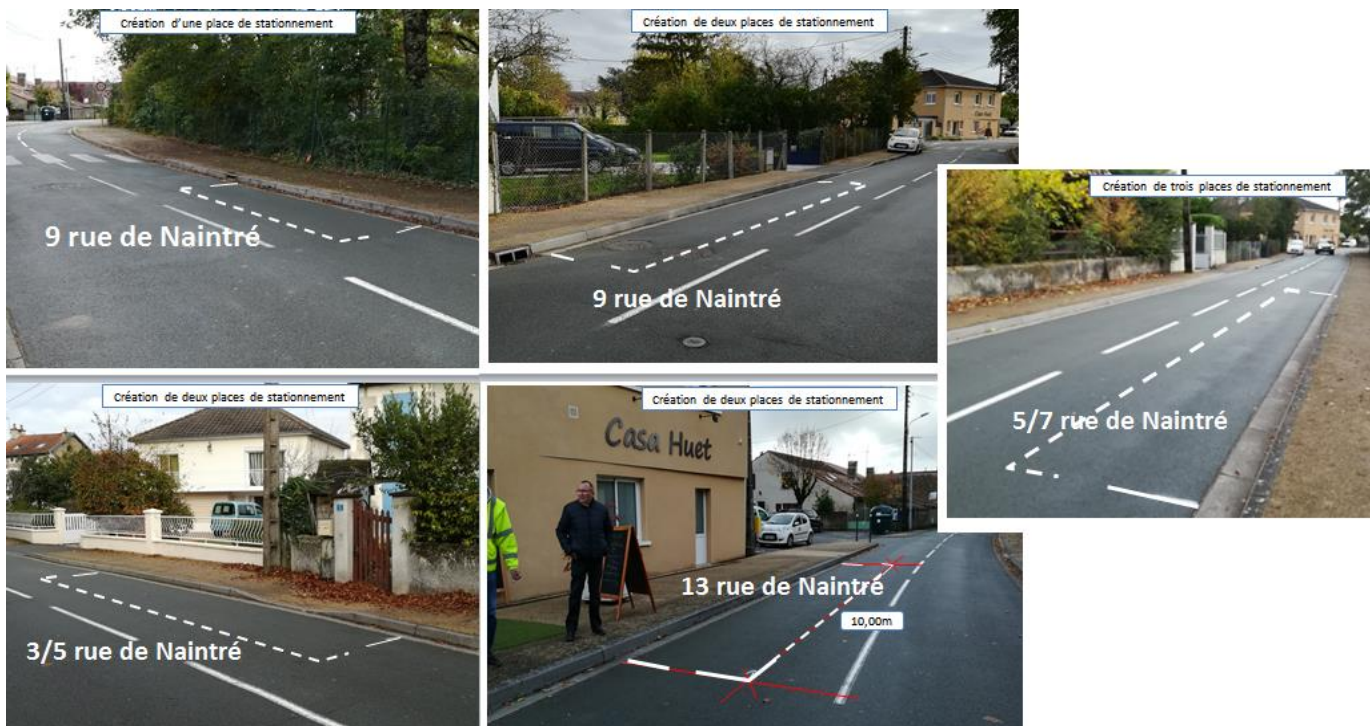 Création d'une place de stationnement
9 rue de Naintré
Création de deux places de stationnement
Casa Huet
9 rue de Naintré
Création de trois places de stationnement
5/7 rue de Naintré
Création de deux places de stationnement
3/5 rue de Naintré
Création de deux places de stationnement
Casa Huet
13 rue de Naintré
10,00m